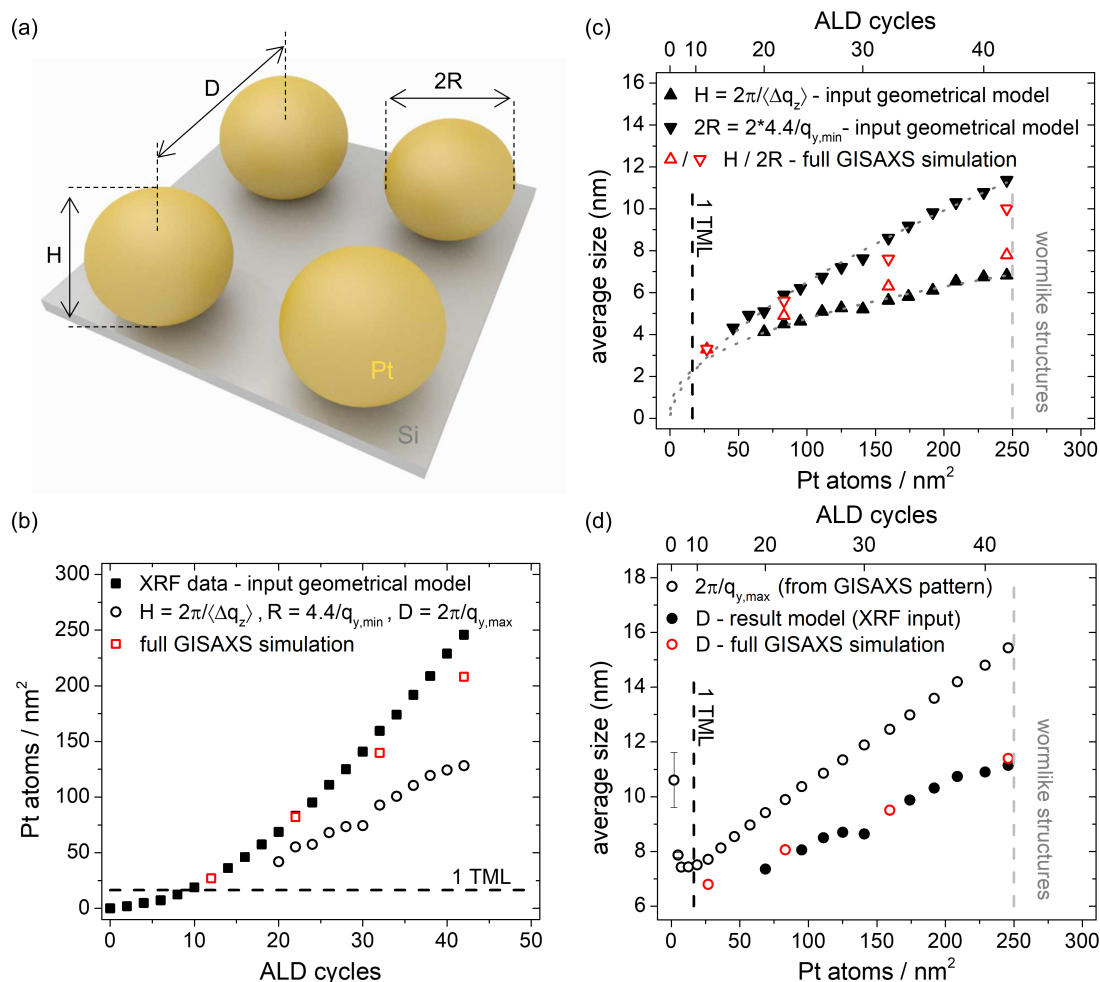 (a)
D
2R
H
Pt
Si
(b)
300
250
200
150
100
50
0
Pt atoms / nm²
XRF data - input geometrical model
H = 2π/⟨Δq_z⟩ , R = 4.4/q_y,min , D = 2π/q_y,max
full GISAXS simulation
1 TML
0 10 20 30 40 50
ALD cycles
(c)
ALD cycles
0 10 20 30 40
16
14
12
10
8
6
4
2
0
average size (nm)
H = 2π/⟨Δq_z⟩ - input geometrical model
2R = 2*4.4/q_y,min- input geometrical model
/ H / 2R - full GISAXS simulation
1 TML
wormlike structures
0 50 100 150 200 250 300
Pt atoms / nm²
(d)
ALD cycles
0 10 20 30 40
18
16
14
12
10
8
6
average size (nm)
2π/q_y,max (from GISAXS pattern)
D - result model (XRF input)
D - full GISAXS simulation
1 TML
wormlike structures
0 50 100 150 200 250 300
Pt atoms / nm²